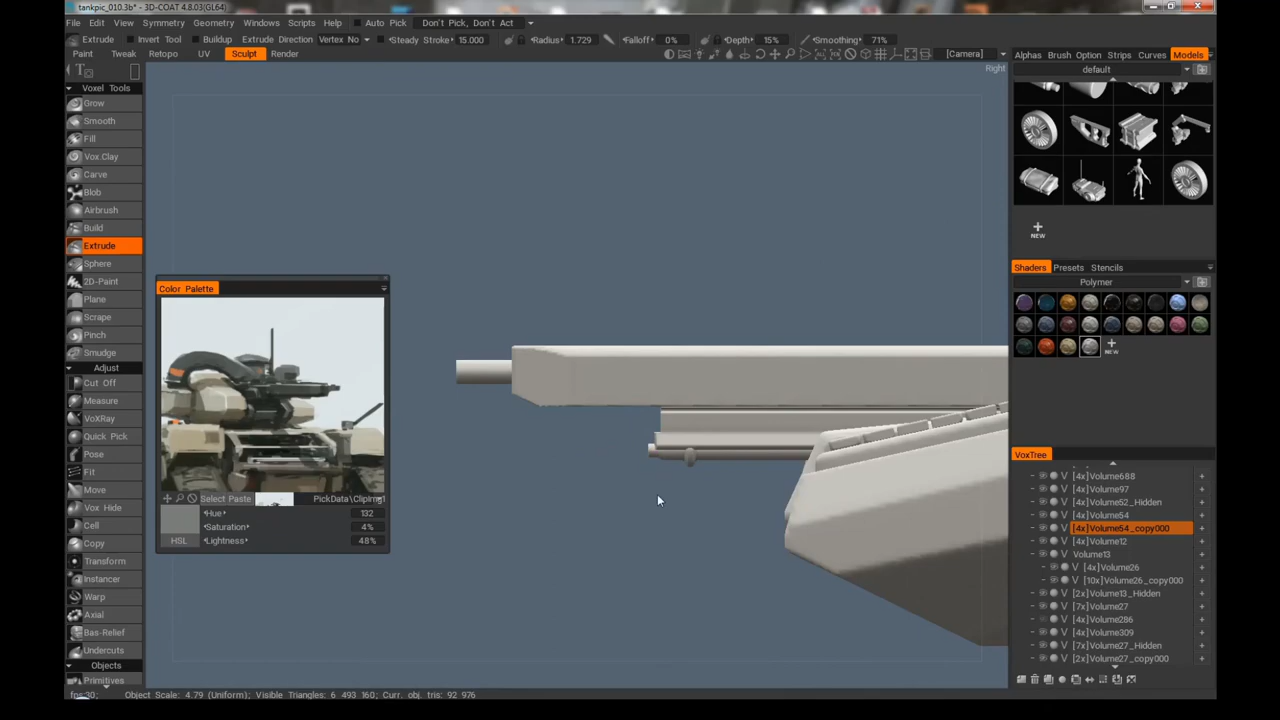 tankpic_010.3b* - 3D-COAT 4.8.03(GL64)
File Edit View Symmetry Geometry Windows Scripts Help Auto Pick Don't Pick, Don't Act
Extrude Invert Tool Buildup Extrude Direction Vertex No Steady Stroke 15.000 Radius 1.729 Falloff 0% Depth 15% Smoothing 71%
Paint Tweak Retopo UV Sculpt Render [Camera]
Right
Alphas Brush Option Strips Curves Models
default
NEW
Voxel Tools
Grow
Smooth
Fill
Vox Clay
Carve
Blob
Airbrush
Build
Extrude
Sphere
2D-Paint
Plane
Scrape
Pinch
Smudge
Adjust
Cut Off
Measure
VoXRay
Quick Pick
Pose
Fit
Move
Vox Hide
Cell
Copy
Transform
Instancer
Warp
Axial
Bas-Relief
Undercuts
Objects
Primitives
Color Palette
Select Paste
Hue 132
Saturation 4%
HSL Lightness 48%
Shaders Presets Stencils
Polymer
NEW
VoxTree
[4x]Volume688
[4x]Volume97
[4x]Volume52_Hidden
[4x]Volume54
[4x]Volume54_copy000
[4x]Volume12
Volume13
[4x]Volume26
[10x]Volume26_copy000
[2x]Volume13_Hidden
[7x]Volume27
[4x]Volume286
[4x]Volume309
[7x]Volume27_Hidden
[2x]Volume27_copy000
fps:30; Object Scale: 4.79 (Uniform); Visible Triangles: 6 493 160; Curr. obj. tris: 92 976